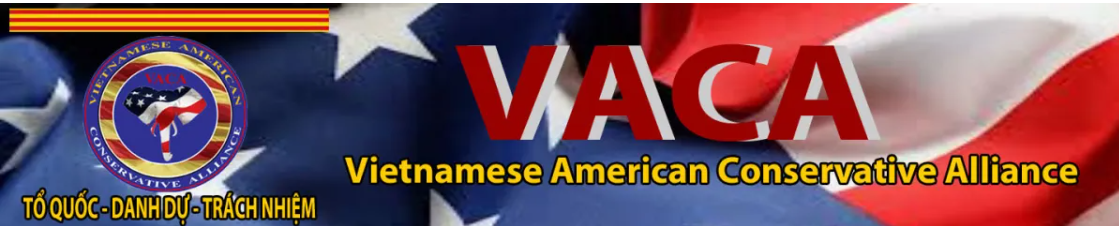 VIETNAMESE AMERICAN
VACA
CONSERVATIVE ALLIANCE
TỔ QUỐC - DANH DỰ - TRÁCH NHIỆM
VACA
Vietnamese American Conservative Alliance